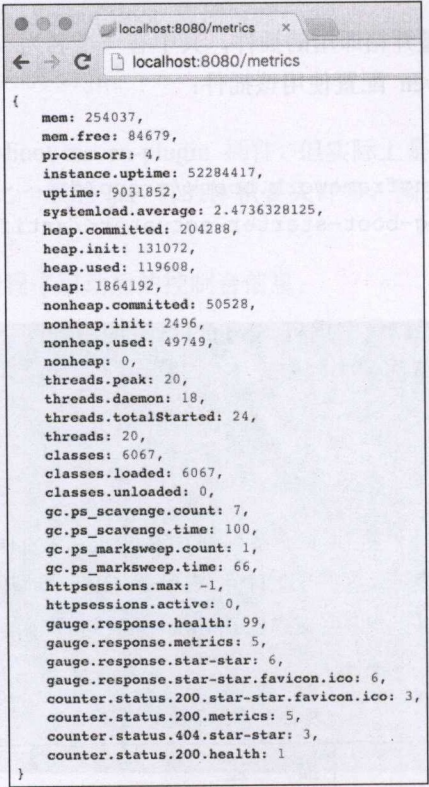 localhost:8080/metrics
localhost:8080/metrics
{
mem: 254037,
mem.free: 84679,
processors: 4,
instance.uptime: 52284417,
uptime: 9031852,
systemload.average: 2.4736328125,
heap.committed: 204288,
heap.init: 131072,
heap.used: 119608,
heap: 1864192,
nonheap.committed: 50528,
nonheap.init: 2496,
nonheap.used: 49749,
nonheap: 0,
threads.peak: 20,
threads.daemon: 18,
threads.totalStarted: 24,
threads: 20,
classes: 6067,
classes.loaded: 6067,
classes.unloaded: 0,
gc.ps_scavenge.count: 7,
gc.ps_scavenge.time: 100,
gc.ps_marksweep.count: 1,
gc.ps_marksweep.time: 66,
httpsessions.max: -1,
httpsessions.active: 0,
gauge.response.health: 99,
gauge.response.metrics: 5,
gauge.response.star-star: 6,
gauge.response.star-star.favicon.ico: 6,
counter.status.200.star-star.favicon.ico: 3,
counter.status.200.metrics: 5,
counter.status.404.star-star: 3,
counter.status.200.health: 1
}